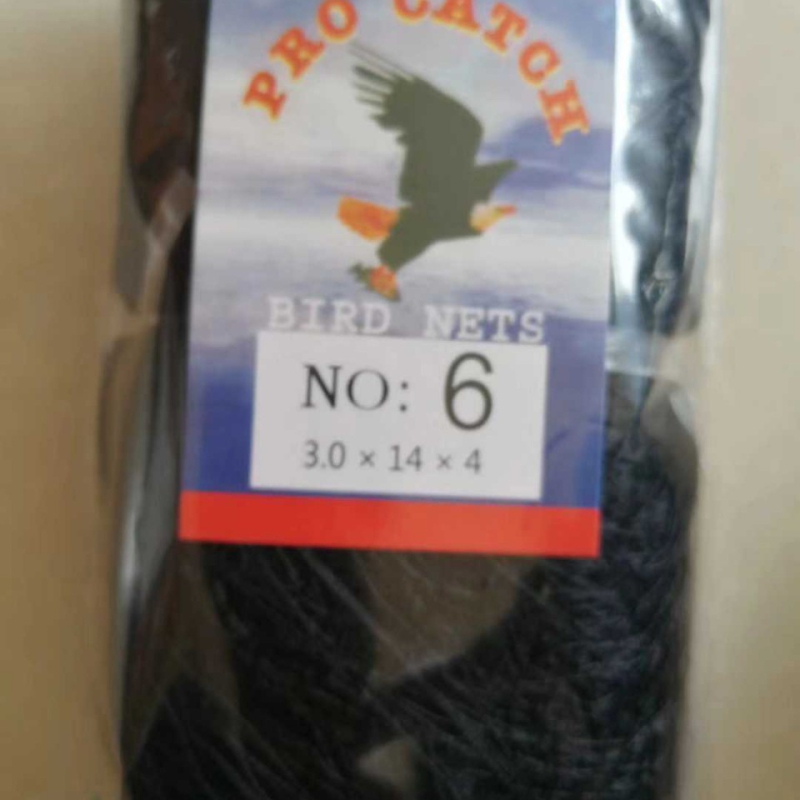 PRO CATCH
BIRD NETS
NO: 6
3.0 × 14 × 4